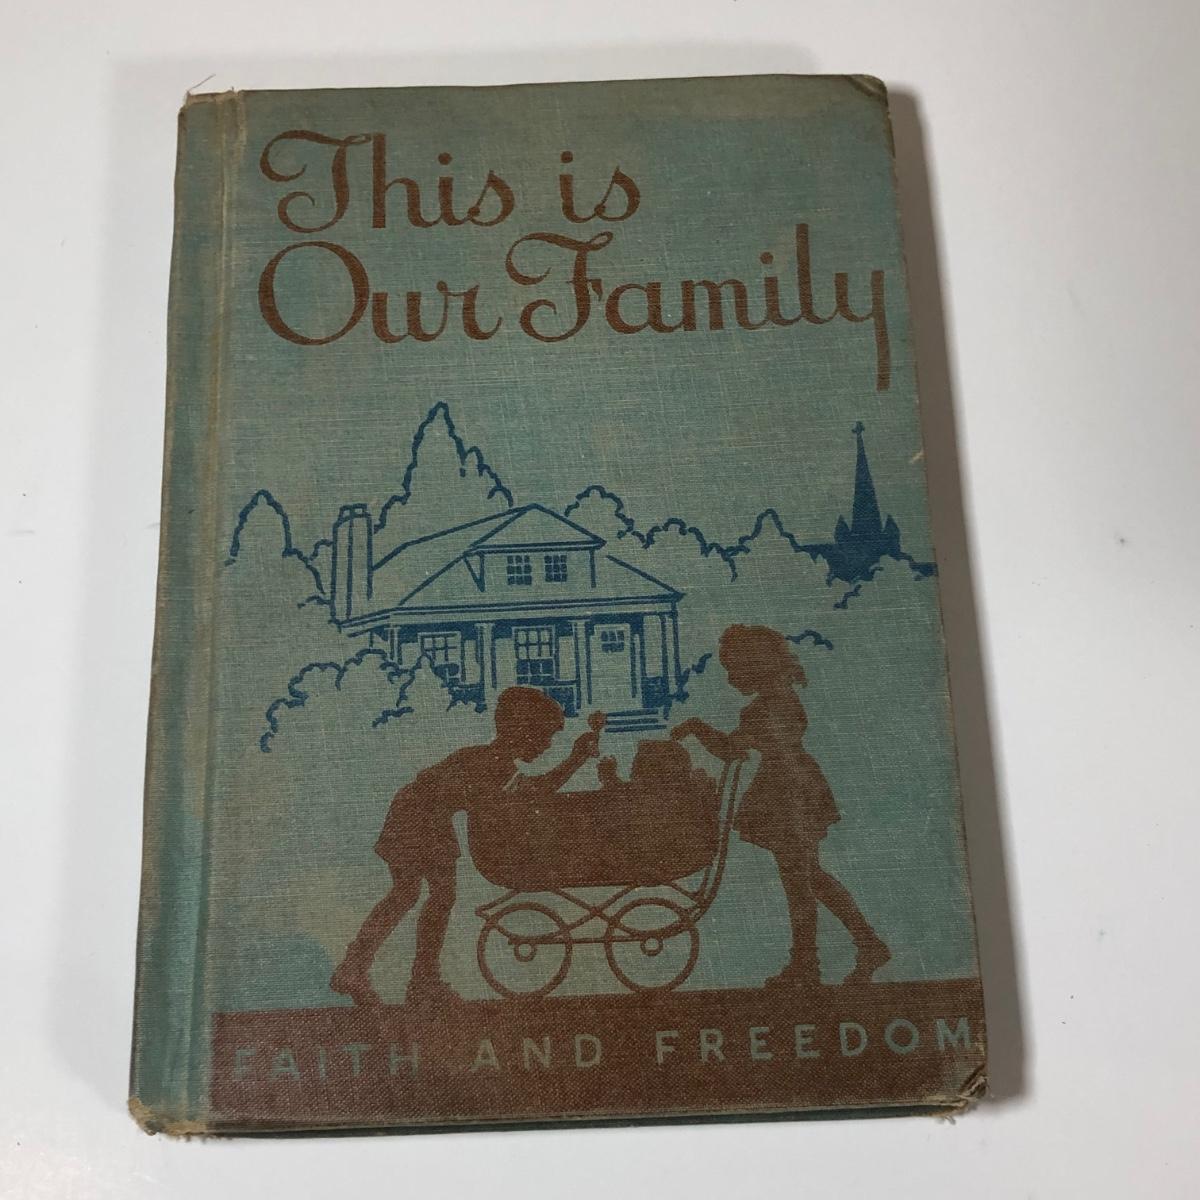 This is
Our Family
FAITH AND FREEDOM